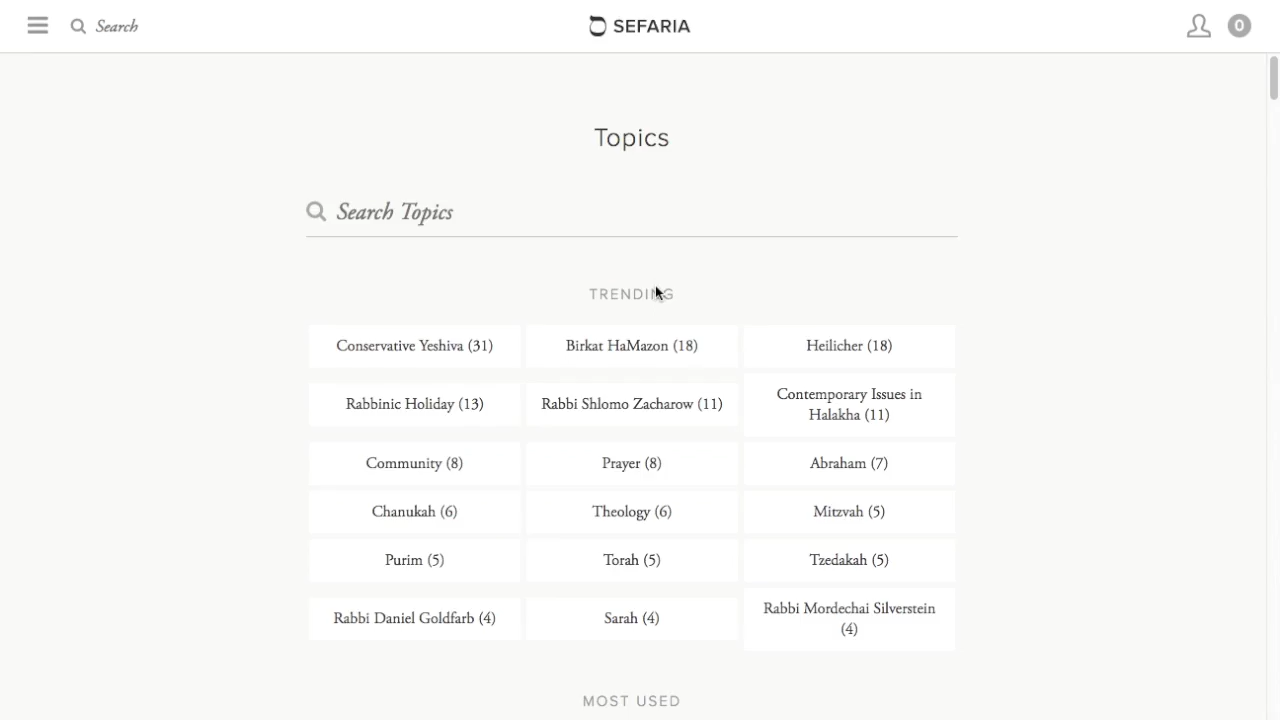 Search
SEFARIA
0
Topics
Search Topics
TRENDING
Conservative Yeshiva (31)
Birkat HaMazon (18)
Heilicher (18)
Rabbinic Holiday (13)
Rabbi Shlomo Zacharow (11)
Contemporary Issues in
Halakha (11)
Community (8)
Prayer (8)
Abraham (7)
Chanukah (6)
Theology (6)
Mitzvah (5)
Purim (5)
Torah (5)
Tzedakah (5)
Rabbi Daniel Goldfarb (4)
Sarah (4)
Rabbi Mordechai Silverstein
(4)
MOST USED